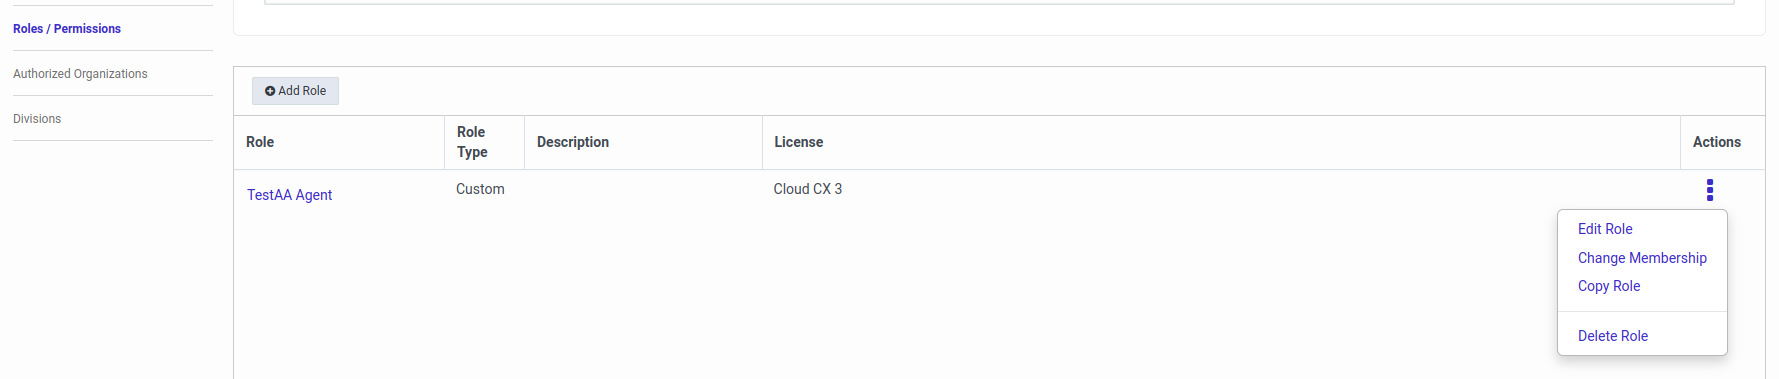 Roles / Permissions
Authorized Organizations
Divisions
Add Role
Role
Role Type
Description
License
Actions
TestAA Agent
Custom
Cloud CX 3
Edit Role
Change Membership
Copy Role
Delete Role